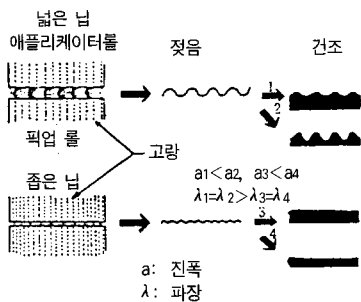 넓은 닙
애플리케이터롤
젖음
건조
1
2
픽업 롤
고랑
좁은 닙
a1<a2, a3<a4
λ1=λ2>λ3=λ4
3
4
a: 진폭
λ: 파장